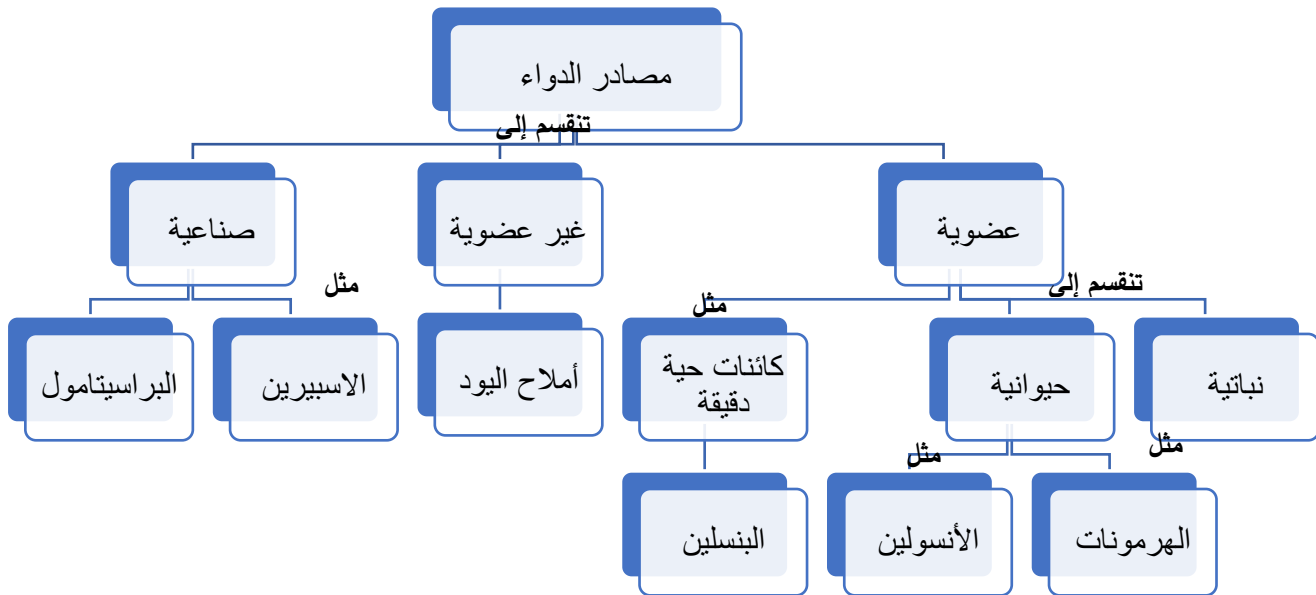 مصادر الدواء
تنقسم إلى
عضوية
غير عضوية
صناعية
تنقسم إلى
مثل
مثل
نباتية
حيوانية
كائنات حية
دقيقة
أملاح اليود
الاسبيرين
البراسيتامول
مثل
مثل
الهرمونات
الأنسولين
البنسلين